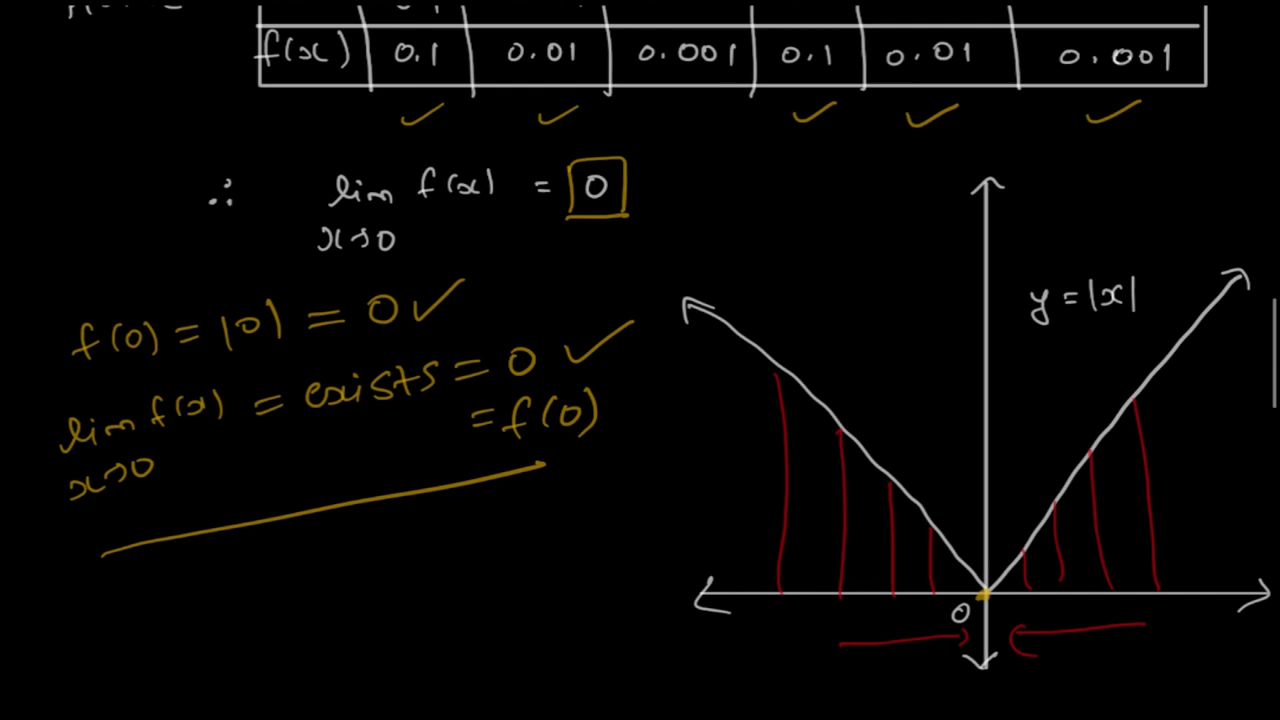 f(x) 0.1 0.01 0.001 0.1 0.01 0.001
∴ lim f(x) = 0
x→0
y = |x|
f(0) = |0| = 0 ✓
lim f(x) = exists = 0 ✓
= f(0)
x→0
0